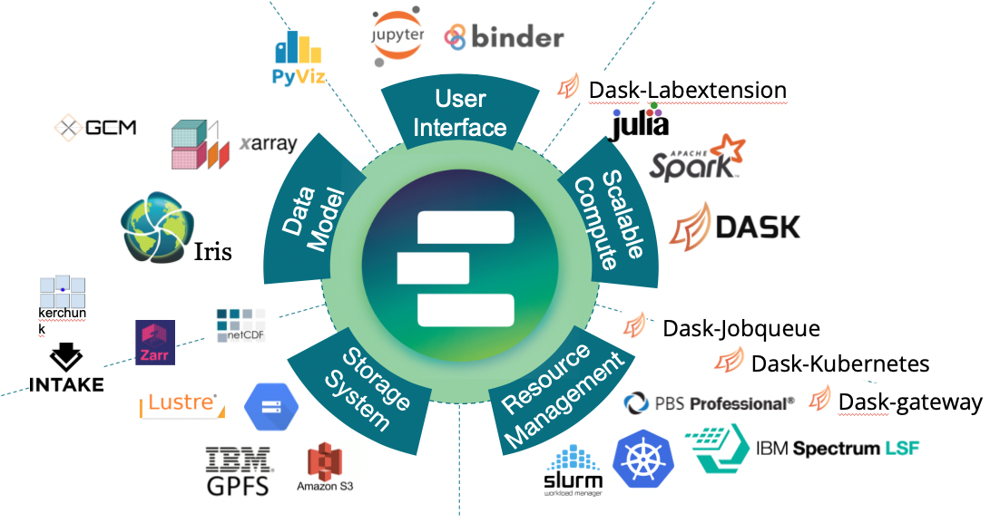 jupyter
binder
PyViz
User
Interface
Dask-Labextension
julia
GCM
xarray
APACHE
Spark™
Data
Model
Scalable
Compute
DASK
Iris
kerchun
k
netCDF
Zarr
INTAKE
Dask-Jobqueue
Dask-Kubernetes
Storage
System
Resource
Management
Lustre®
PBS Professional®
Dask-gateway
IBM Spectrum LSF
IBM®
GPFS
Amazon S3
slurm
workload manager